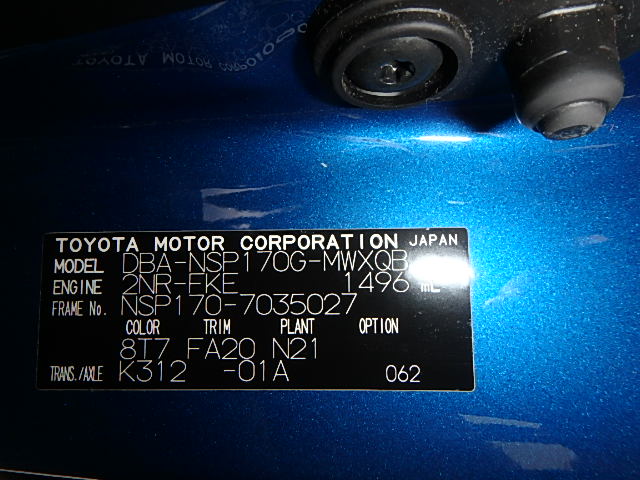 TOYOTA MOTOR CORPORATION JAPAN
MODEL DBA-NSP170G-MWXQB
ENGINE 2NR-FKE 1496 mL
FRAME No. NSP170-7035027
COLOR TRIM PLANT OPTION
8T7 FA20 N21
TRANS./AXLE K312 -01A 062